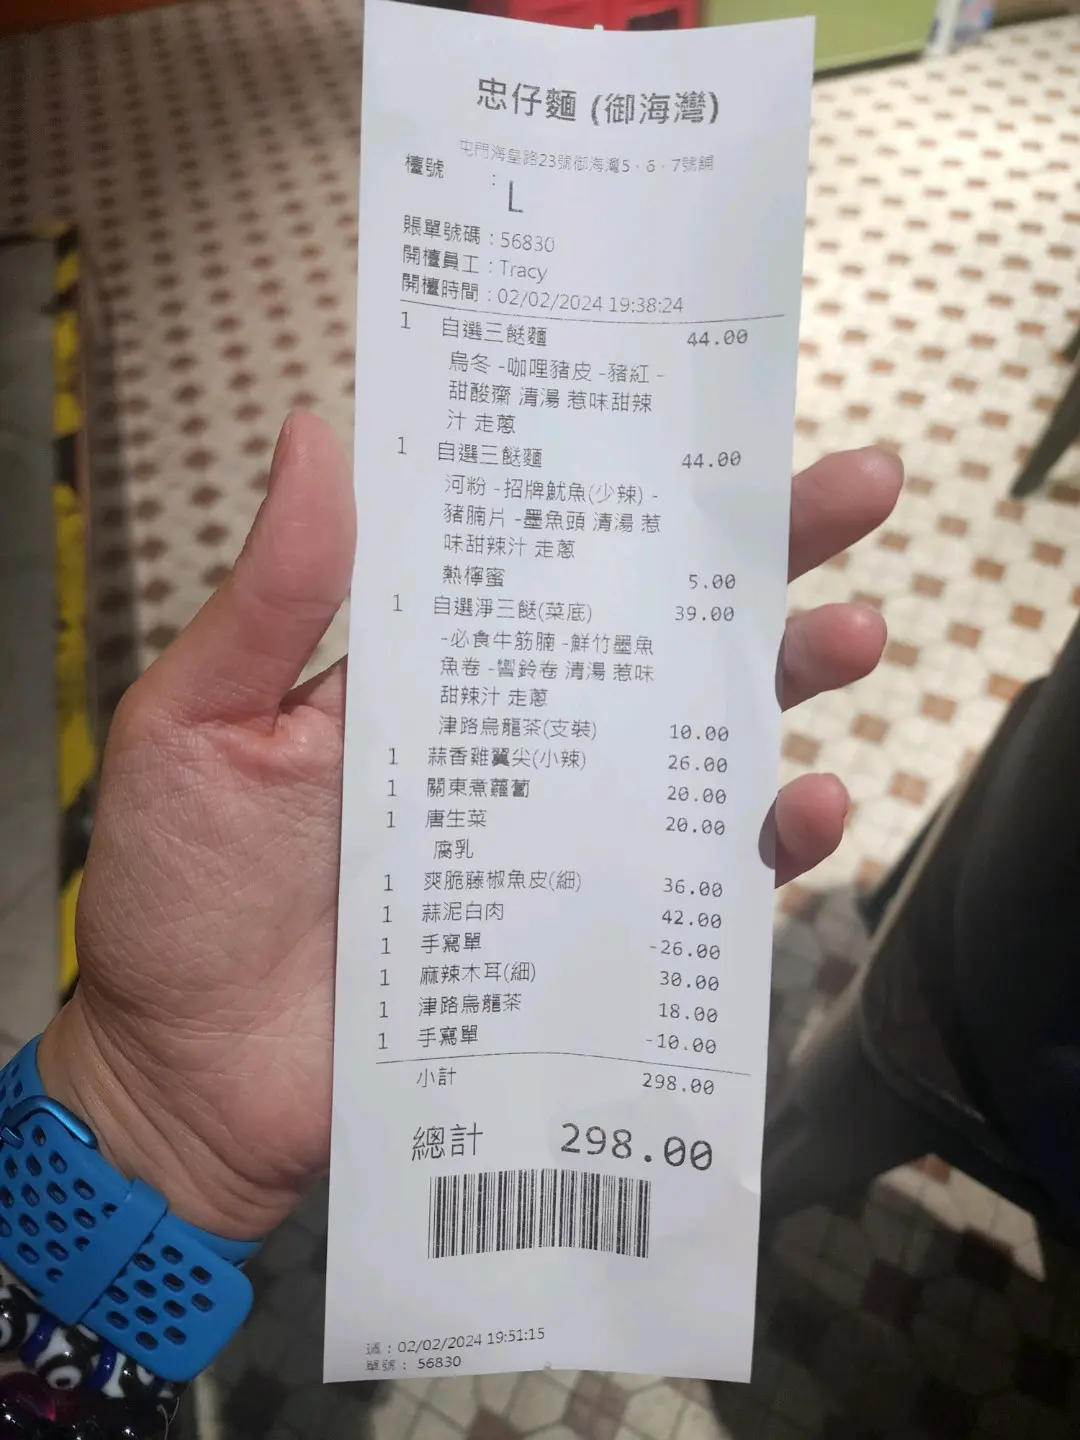 忠仔麵 (御海灣)
屯門海皇路23號御海灣5、6、7號舖
檯號 : L
賬單號碼 : 56830
開檯員工 : Tracy
開檯時間 : 02/02/2024 19:38:24
1 自選三餸麵 44.00
烏冬 -咖哩豬皮 -豬紅 -
甜酸齋 清湯 惹味甜辣
汁 走蔥
1 自選三餸麵 44.00
河粉 -招牌魷魚(少辣) -
豬腩片 -墨魚頭 清湯 惹
味甜辣汁 走蔥
熱檸蜜 5.00
1 自選淨三餸(菜底) 39.00
-必食牛筋腩 -鮮竹墨魚
魚卷 -響鈴卷 清湯 惹味
甜辣汁 走蔥
津路烏龍茶(支裝) 10.00
1 蒜香雞翼尖(小辣) 26.00
1 關東煮蘿蔔 20.00
1 唐生菜 20.00
腐乳
1 爽脆藤椒魚皮(細) 36.00
1 蒜泥白肉 42.00
1 手寫單 -26.00
1 麻辣木耳(細) 30.00
1 津路烏龍茶 18.00
1 手寫單 -10.00
小計 298.00
總計 298.00
: 02/02/2024 19:51:15
單號 : 56830